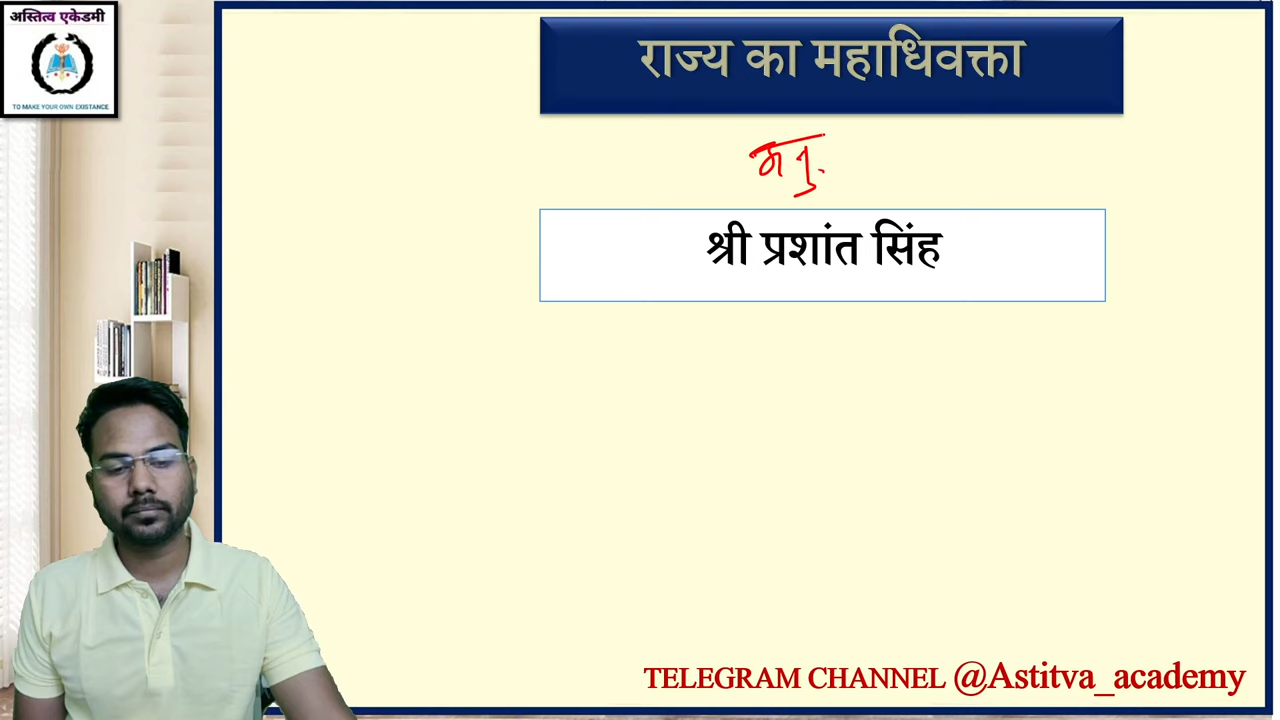 अस्तित्व एकेडमी
TO MAKE YOUR OWN EXISTANCE
राज्य का महाधिवक्ता
श्री प्रशांत सिंह
TELEGRAM CHANNEL @Astitva_academy